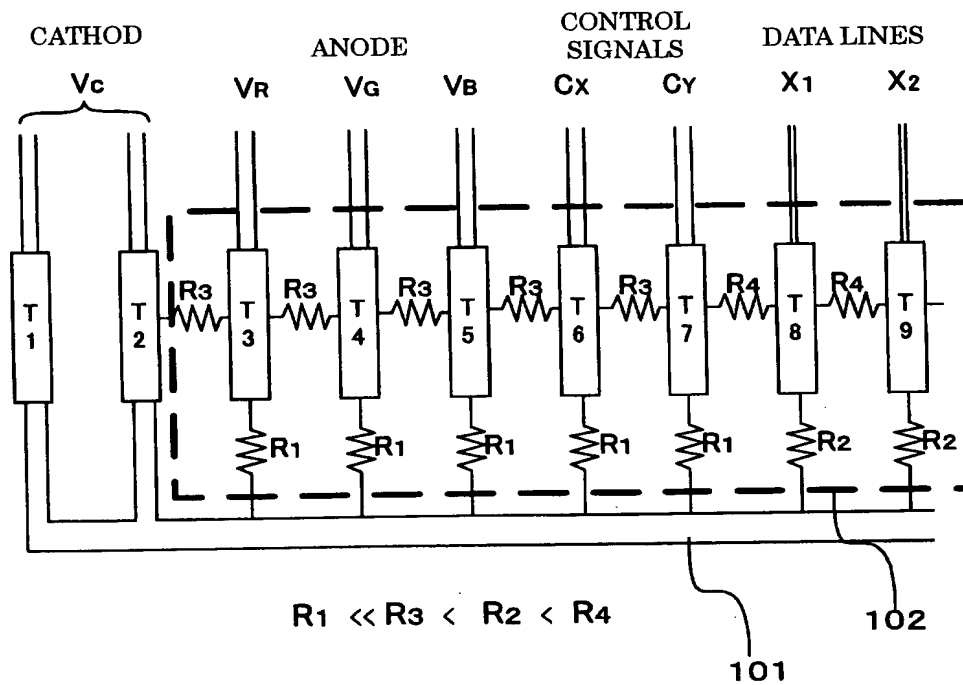 CATHOD
ANODE
CONTROL
SIGNALS
DATA LINES
VC
VR
VG
VB
CX
CY
X1
X2
R3
R3
R3
R3
R3
R4
R4
T
1
T
2
T
3
T
4
T
5
T
6
T
7
T
8
T
9
R1
R1
R1
R1
R1
R2
R2
R1 << R3 < R2 < R4
102
101